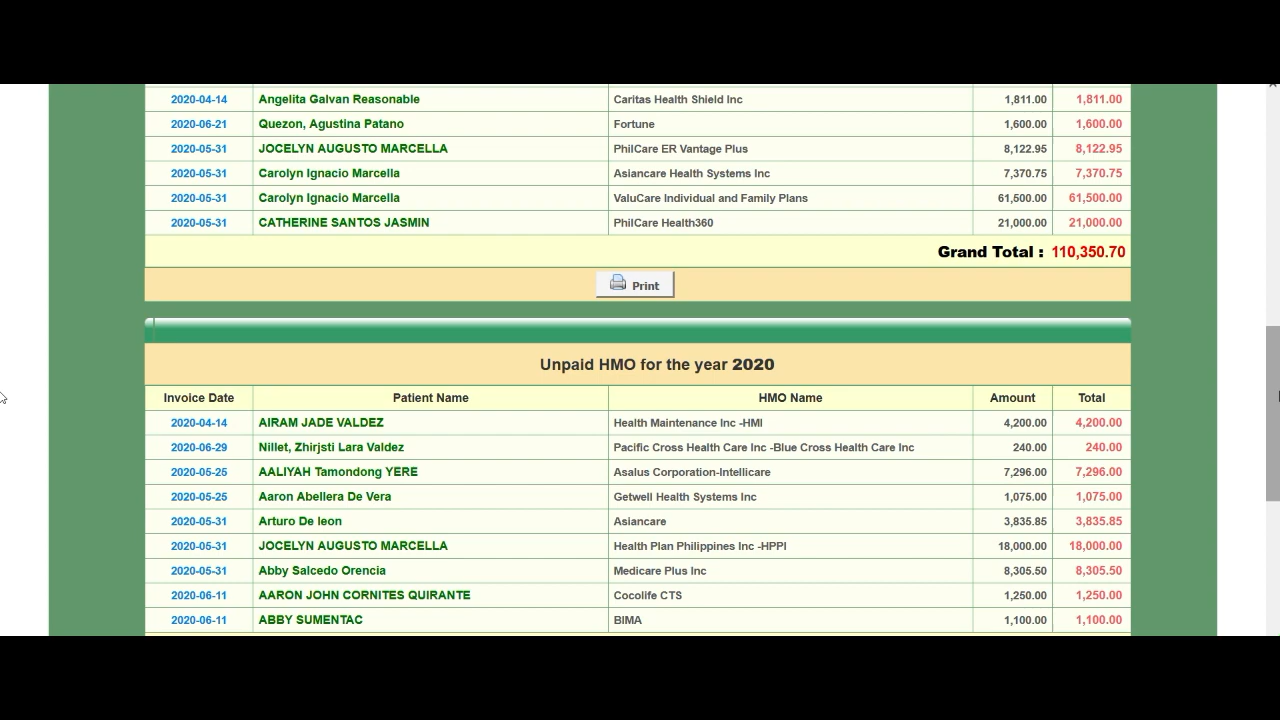 2020-04-14 Angelita Galvan Reasonable Caritas Health Shield Inc 1,811.00 1,811.00
2020-06-21 Quezon, Agustina Patano Fortune 1,600.00 1,600.00
2020-05-31 JOCELYN AUGUSTO MARCELLA PhilCare ER Vantage Plus 8,122.95 8,122.95
2020-05-31 Carolyn Ignacio Marcella Asiancare Health Systems Inc 7,370.75 7,370.75
2020-05-31 Carolyn Ignacio Marcella ValuCare Individual and Family Plans 61,500.00 61,500.00
2020-05-31 CATHERINE SANTOS JASMIN PhilCare Health360 21,000.00 21,000.00
Grand Total : 110,350.70
Print
Unpaid HMO for the year 2020
Invoice Date Patient Name HMO Name Amount Total
2020-04-14 AIRAM JADE VALDEZ Health Maintenance Inc -HMI 4,200.00 4,200.00
2020-06-29 Nillet, Zhirjsti Lara Valdez Pacific Cross Health Care Inc -Blue Cross Health Care Inc 240.00 240.00
2020-05-25 AALIYAH Tamondong YERE Asalus Corporation-Intellicare 7,296.00 7,296.00
2020-05-25 Aaron Abellera De Vera Getwell Health Systems Inc 1,075.00 1,075.00
2020-05-31 Arturo De leon Asiancare 3,835.85 3,835.85
2020-05-31 JOCELYN AUGUSTO MARCELLA Health Plan Philippines Inc -HPPI 18,000.00 18,000.00
2020-05-31 Abby Salcedo Orencia Medicare Plus Inc 8,305.50 8,305.50
2020-06-11 AARON JOHN CORNITES QUIRANTE Cocolife CTS 1,250.00 1,250.00
2020-06-11 ABBY SUMENTAC BIMA 1,100.00 1,100.00